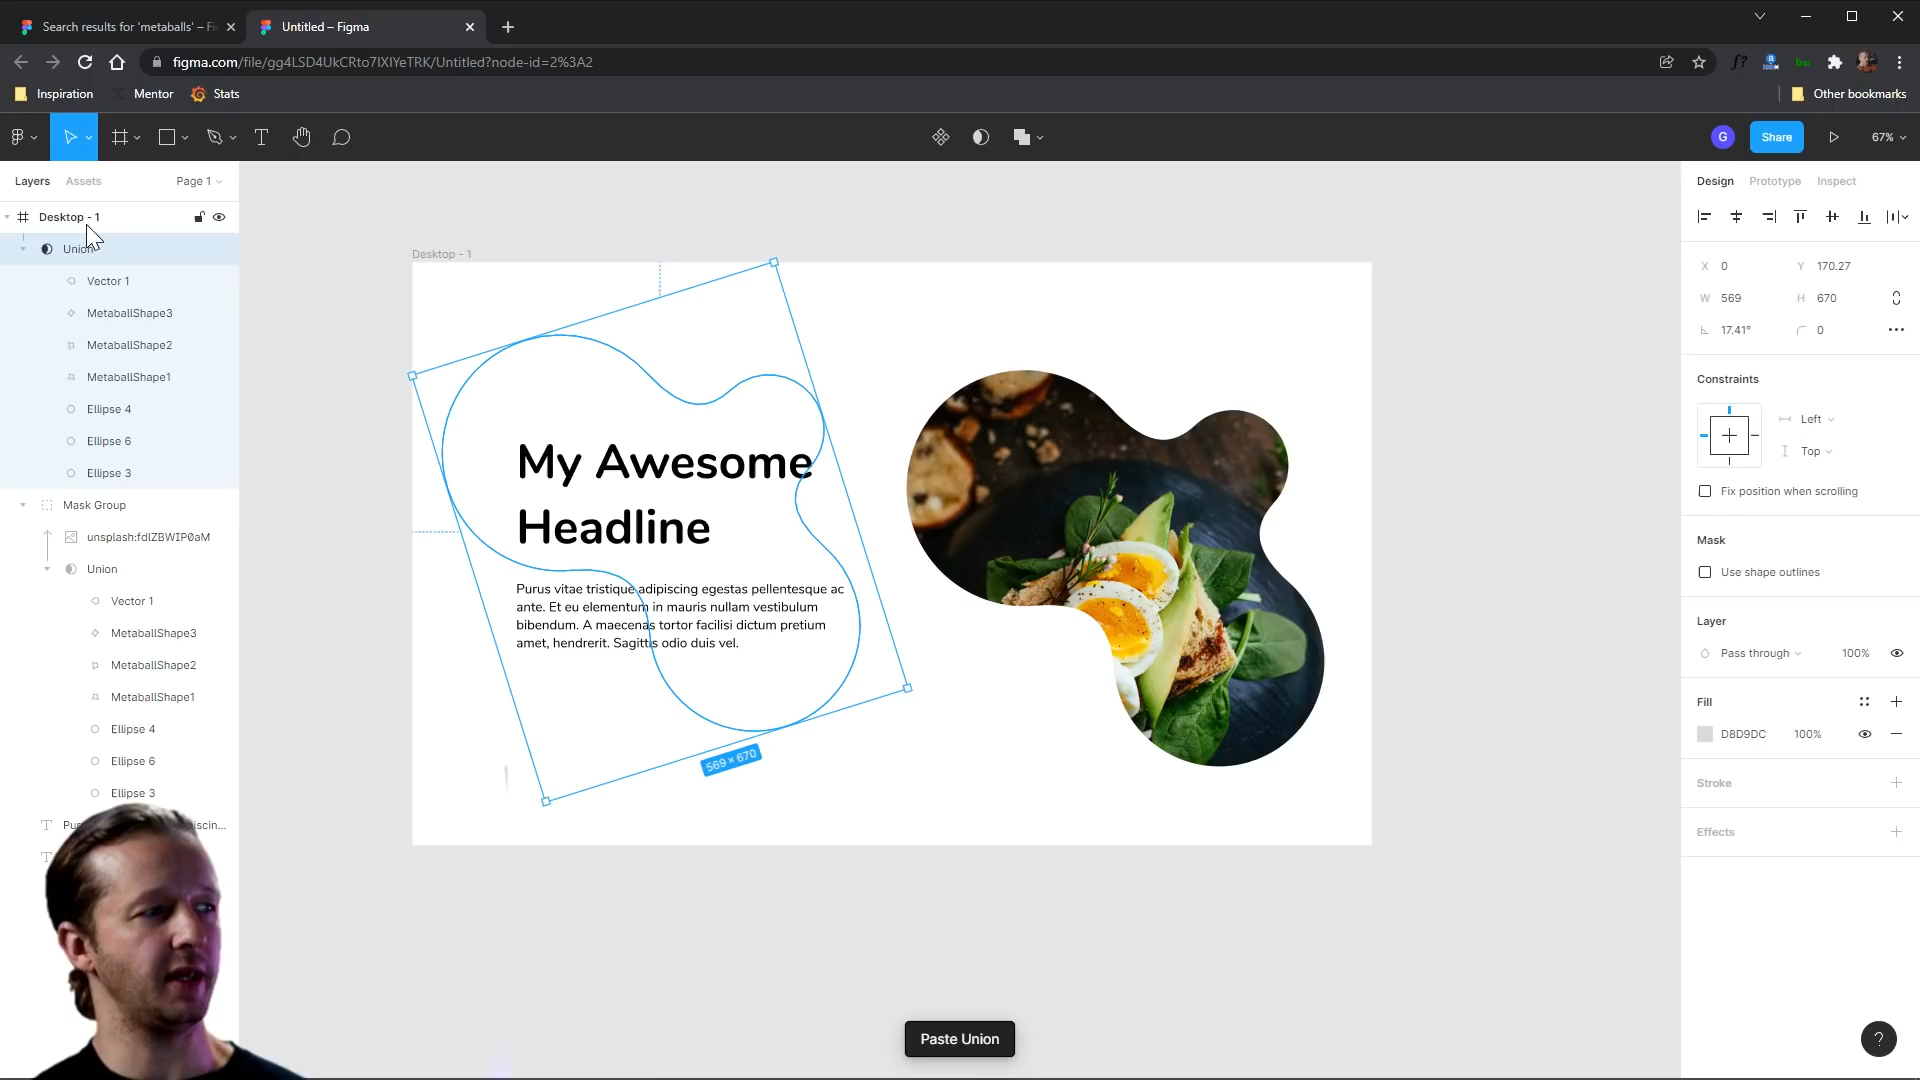 Search results for 'metaballs' – Fi
Untitled – Figma
figma.com/file/gg4LSD4UkCRto7IXIYeTRK/Untitled?node-id=2%3A2
Inspiration
Mentor
Stats
Other bookmarks
G
Share
67%
Layers
Assets
Page 1
Desktop - 1
Union
Vector 1
MetaballShape3
MetaballShape2
MetaballShape1
Ellipse 4
Ellipse 6
Ellipse 3
Mask Group
unsplash:fdlZBWIP0aM
Union
Vector 1
MetaballShape3
MetaballShape2
MetaballShape1
Ellipse 4
Ellipse 6
Ellipse 3
Desktop - 1
My Awesome
Headline
Purus vitae tristique adipiscing egestas pellentesque ac
ante. Et eu elementum in mauris nullam vestibulum
bibendum. A maecenas tortor facilisi dictum pretium
amet, hendrerit. Sagittis odio duis vel.
569 × 670
Paste Union
Design
Prototype
Inspect
X 0
Y 170.27
W 569
H 670
17.41°
0
Constraints
Left
Top
Fix position when scrolling
Mask
Use shape outlines
Layer
Pass through
100%
Fill
D8D9DC
100%
Stroke
Effects
?